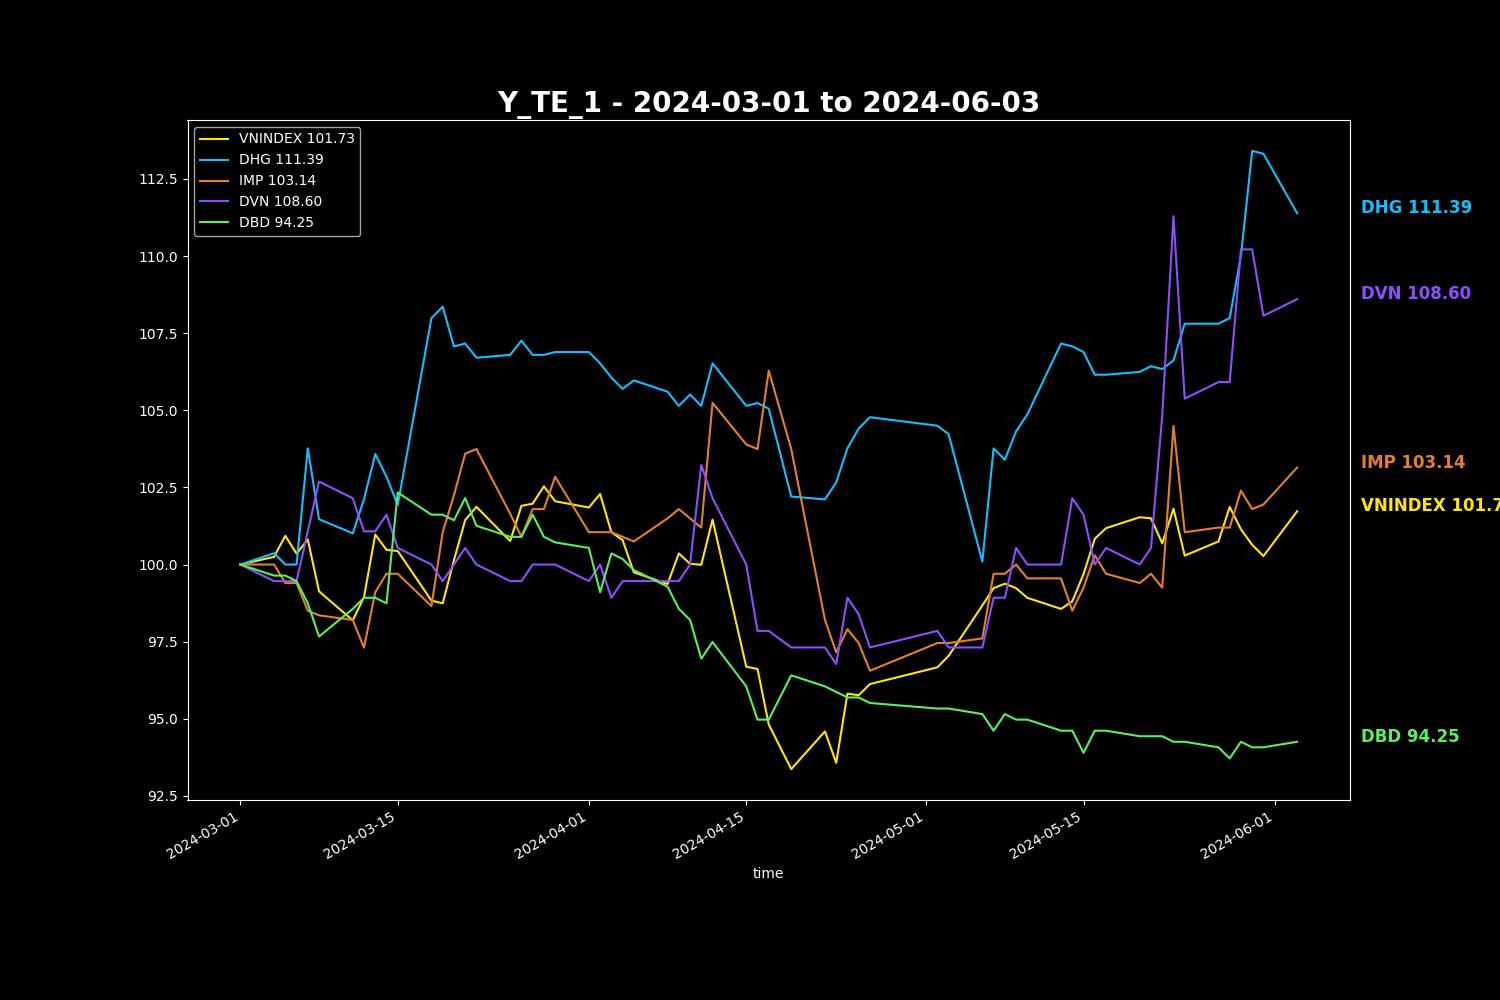 Y_TE_1 - 2024-03-01 to 2024-06-03
VNINDEX 101.73
DHG 111.39
IMP 103.14
DVN 108.60
DBD 94.25
112.5
110.0
107.5
105.0
102.5
100.0
97.5
95.0
92.5
DHG 111.39
DVN 108.60
IMP 103.14
VNINDEX 101.7
DBD 94.25
2024-03-01
2024-03-15
2024-04-01
2024-04-15
2024-05-01
2024-05-15
2024-06-01
time